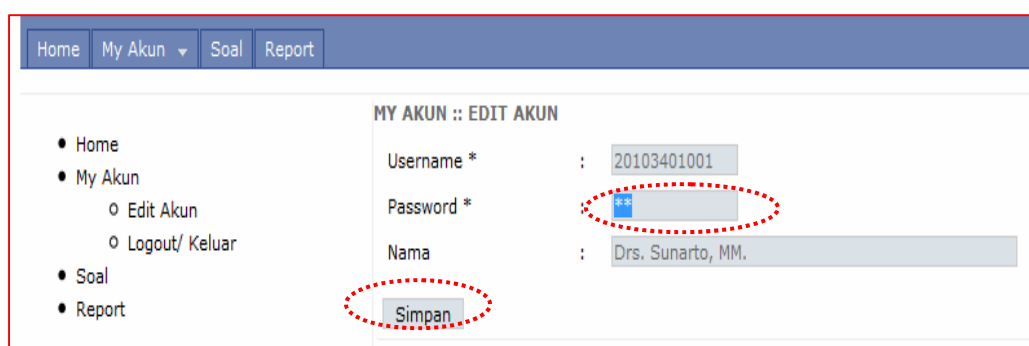 Home My Akun Soal Report
MY AKUN :: EDIT AKUN
Home
My Akun
Edit Akun
Logout/ Keluar
Soal
Report
Username * : 20103401001
Password * : **
Nama : Drs. Sunarto, MM.
Simpan